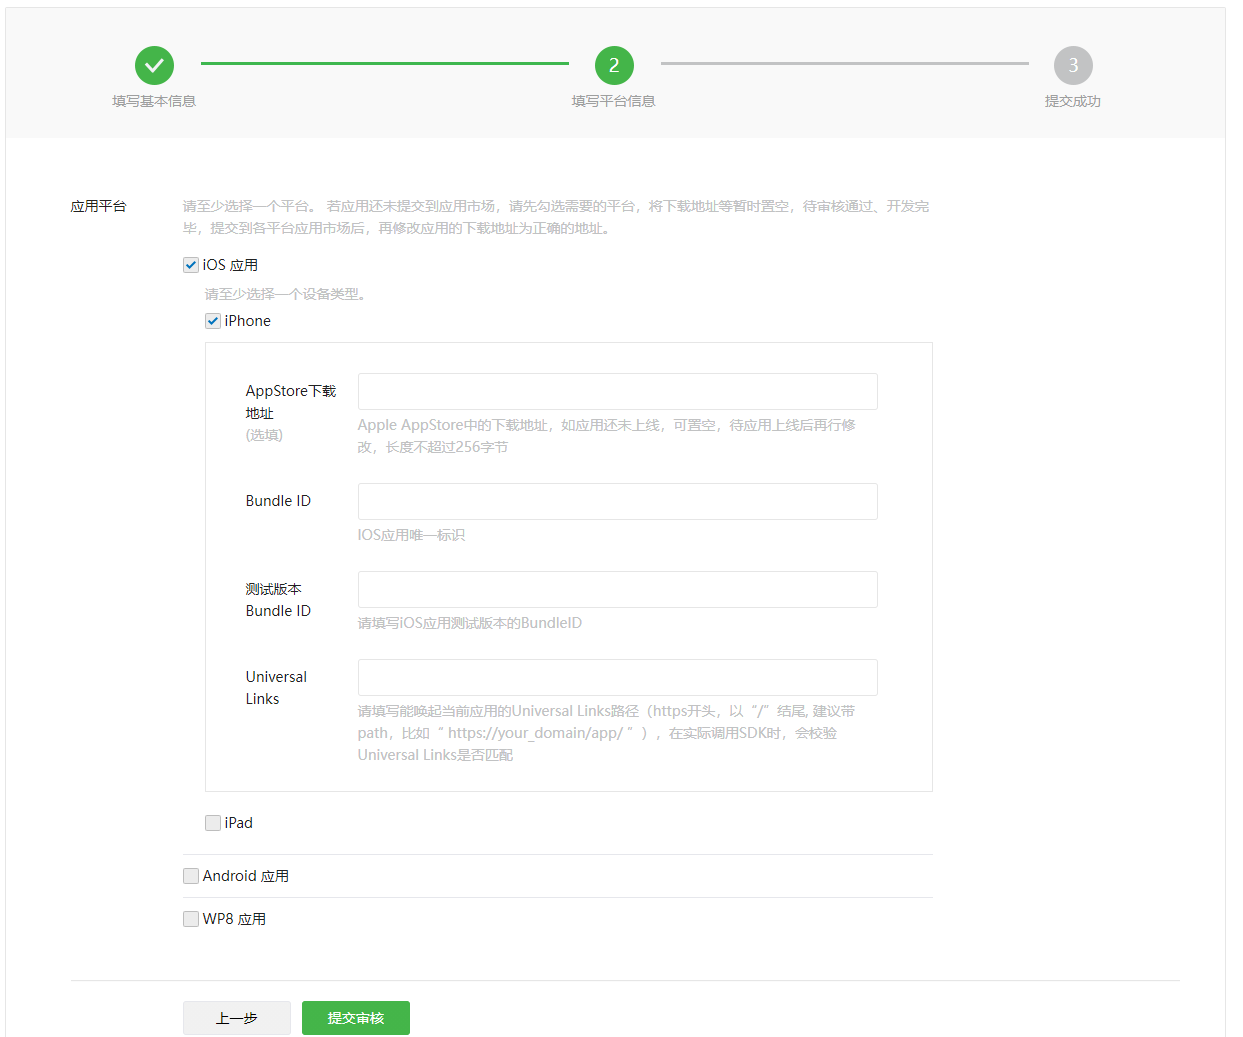 2
3
填写基本信息
填写平台信息
提交成功
应用平台
请至少选择一个平台。 若应用还未提交到应用市场，请先勾选需要的平台，将下载地址等暂时置空，待审核通过、开发完
毕，提交到各平台应用市场后，再修改应用的下载地址为正确的地址。
iOS 应用
请至少选择一个设备类型。
iPhone
AppStore下载
地址
(选填)
Apple AppStore中的下载地址，如应用还未上线，可置空，待应用上线后再行修
改，长度不超过256字节
Bundle ID
IOS应用唯一标识
测试版本
Bundle ID
请填写iOS应用测试版本的BundleID
Universal
Links
请填写能唤起当前应用的Universal Links路径（https开头，以“/”结尾, 建议带
path，比如“ https://your_domain/app/ ”），在实际调用SDK时，会校验
Universal Links是否匹配
iPad
Android 应用
WP8 应用
上一步
提交审核